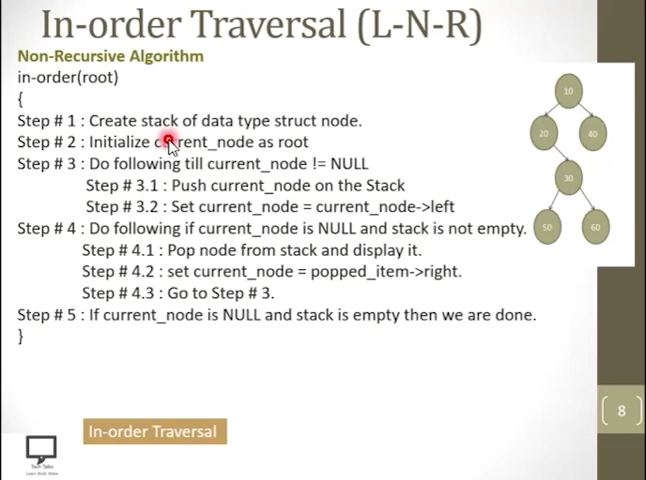 In-order Traversal (L-N-R)
Non-Recursive Algorithm
in-order(root)
{
Step # 1 : Create stack of data type struct node.
Step # 2 : Initialize current_node as root
Step # 3 : Do following till current_node != NULL
Step # 3.1 : Push current_node on the Stack
Step # 3.2 : Set current_node = current_node->left
Step # 4 : Do following if current_node is NULL and stack is not empty.
Step # 4.1 : Pop node from stack and display it.
Step # 4.2 : set current_node = popped_item->right.
Step # 4.3 : Go to Step # 3.
Step # 5 : If current_node is NULL and stack is empty then we are done.
}
10
20 40
30
50 60
8
In-order Traversal
Tech Talks